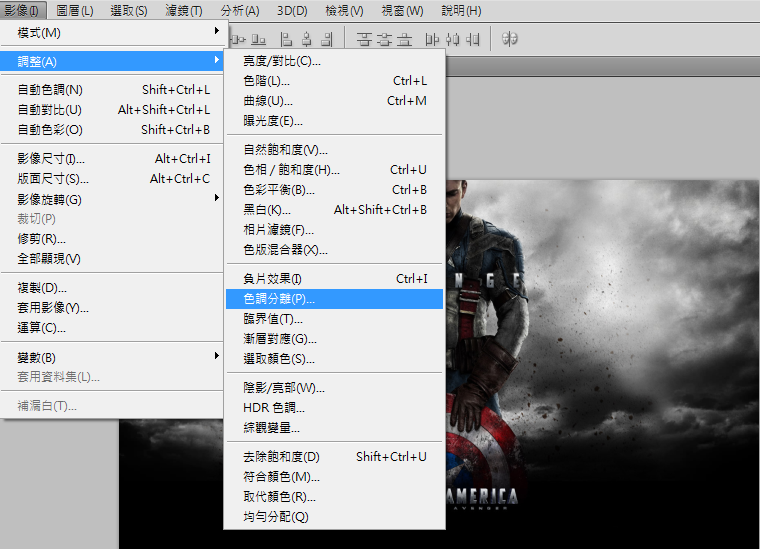 影像(I) 圖層(L) 選取(S) 濾鏡(T) 分析(A) 3D(D) 檢視(V) 視窗(W) 說明(H)
模式(M)
調整(A)
自動色調(N) Shift+Ctrl+L
自動對比(U) Alt+Shift+Ctrl+L
自動色彩(O) Shift+Ctrl+B
影像尺寸(I)... Alt+Ctrl+I
版面尺寸(S)... Alt+Ctrl+C
影像旋轉(G)
裁切(P)
修剪(R)...
全部顯現(V)
複製(D)...
套用影像(Y)...
運算(C)...
變數(B)
套用資料集(L)...
補漏白(T)...
亮度/對比(C)...
色階(L)... Ctrl+L
曲線(U)... Ctrl+M
曝光度(E)...
自然飽和度(V)...
色相 / 飽和度(H)... Ctrl+U
色彩平衡(B)... Ctrl+B
黑白(K)... Alt+Shift+Ctrl+B
相片濾鏡(F)...
色版混合器(X)...
負片效果(I) Ctrl+I
色調分離(P)...
臨界值(T)...
漸層對應(G)...
選取顏色(S)...
陰影/亮部(W)...
HDR 色調...
綜觀變量...
去除飽和度(D) Shift+Ctrl+U
符合顏色(M)...
取代顏色(R)...
均勻分配(Q)
N G E
AMERICA
AVENGER